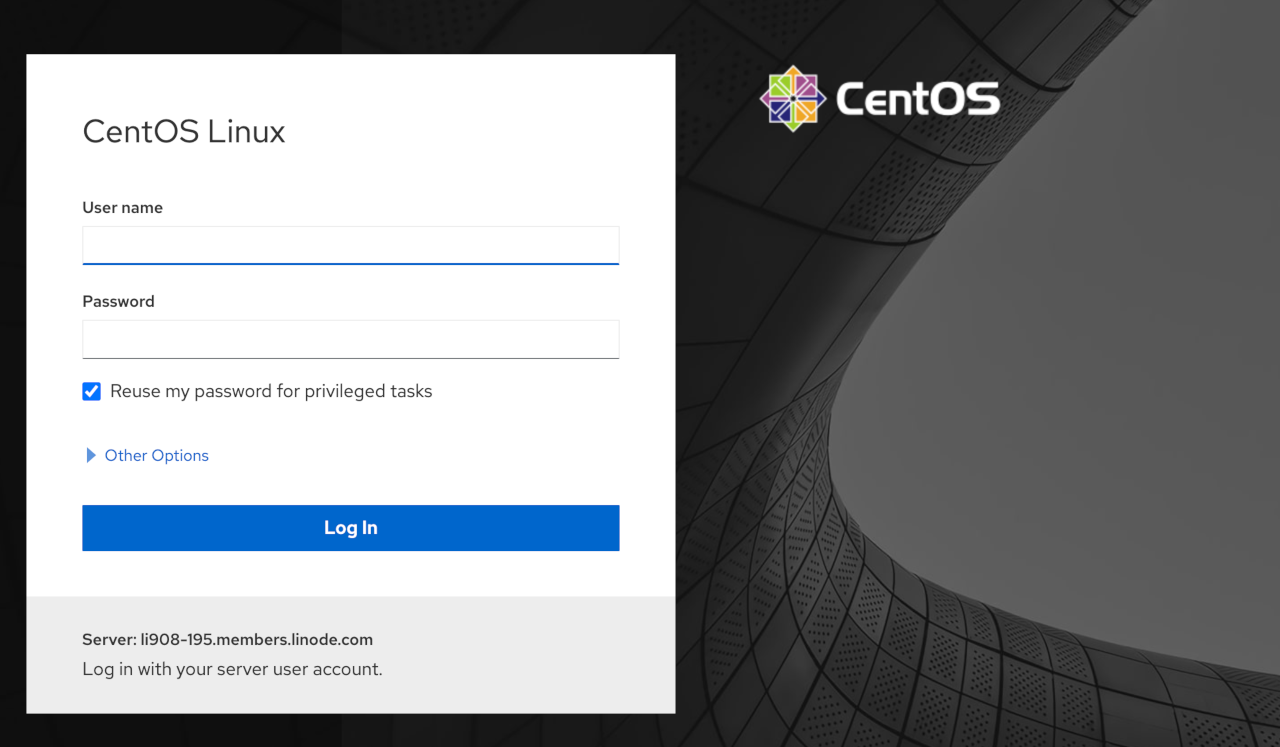 CentOS
CentOS Linux
User name
Password
Reuse my password for privileged tasks
Other Options
Log In
Server: li908-195.members.linode.com
Log in with your server user account.